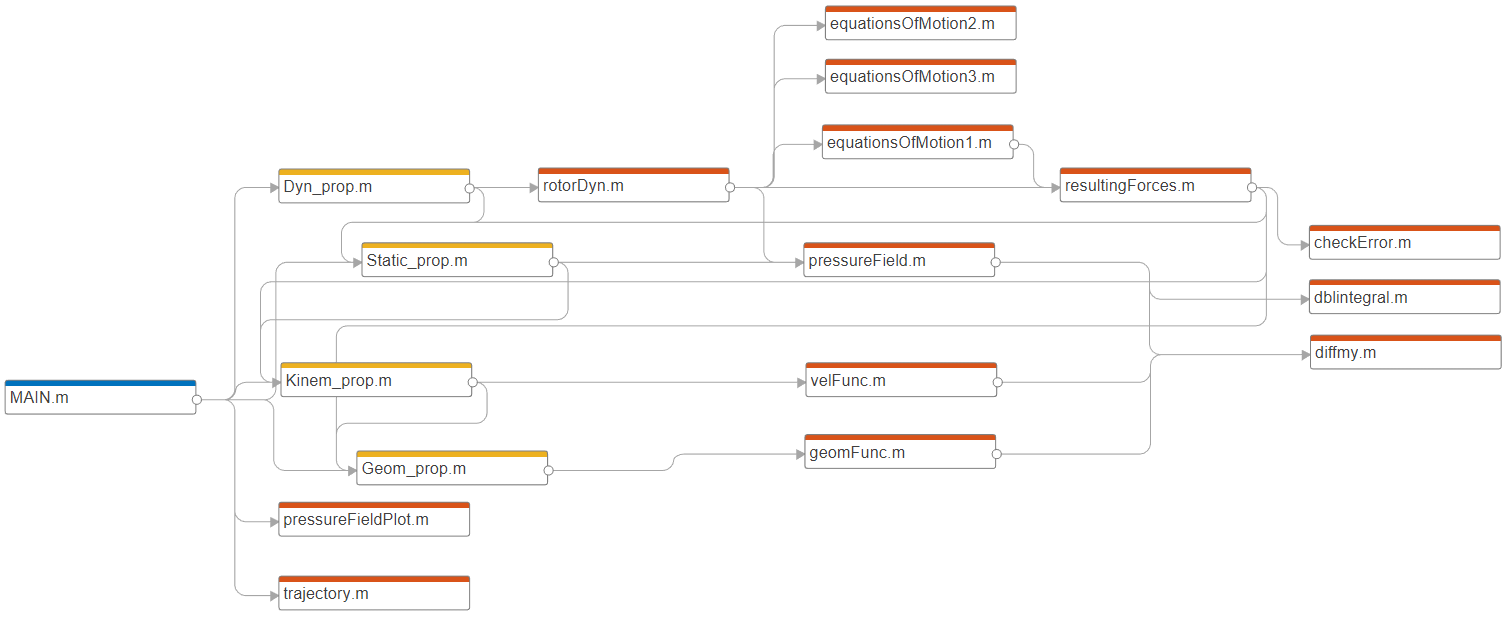 equationsOfMotion2.m
equationsOfMotion3.m
equationsOfMotion1.m
Dyn_prop.m
rotorDyn.m
resultingForces.m
checkError.m
Static_prop.m
pressureField.m
dblintegral.m
diffmy.m
Kinem_prop.m
velFunc.m
MAIN.m
geomFunc.m
Geom_prop.m
pressureFieldPlot.m
trajectory.m